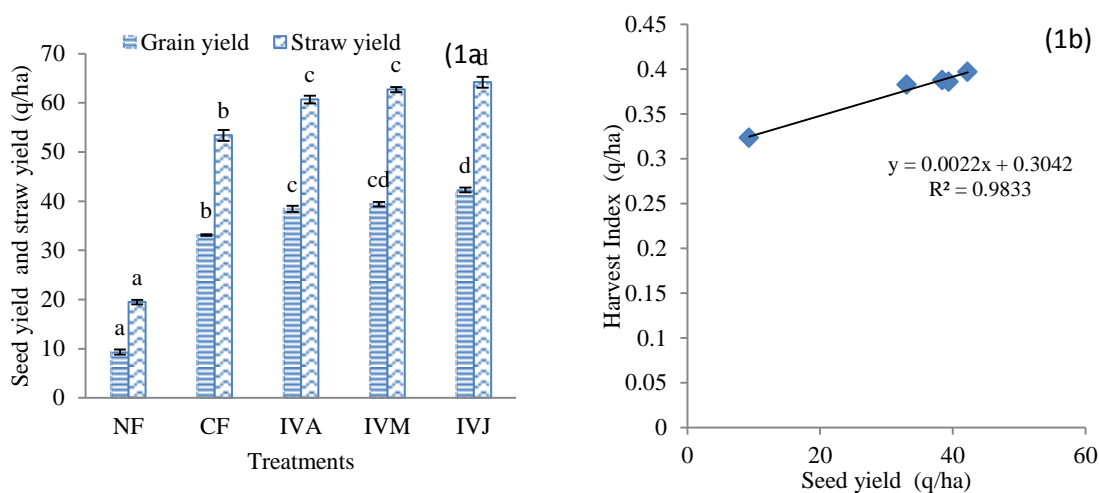 Grain yield Straw yield
(1a
Seed yield and straw yield (q/ha)
70
60
50
40
30
20
10
0
a
a
b
b
c
c
cd
c
d
d
NF CF IVA IVM IVJ
Treatments
(1b)
Harvest Index (q/ha)
0.45
0.4
0.35
0.3
0.25
0.2
0.15
0.1
0.05
0
y = 0.0022x + 0.3042
R² = 0.9833
0 20 40 60
Seed yield (q/ha)